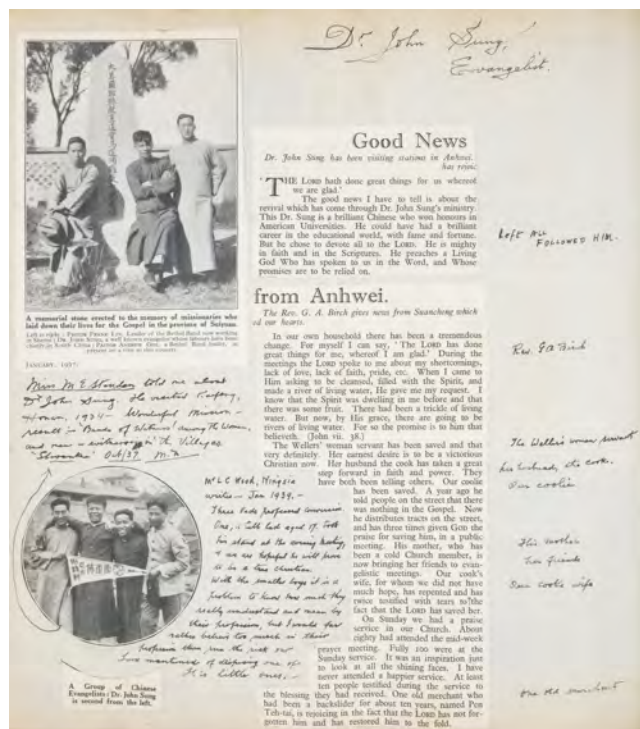 Dr. John Sung,
Evangelist.
Good News
Dr. John Sung has been visiting stations in Anhwei.
has rejoic
'THE LORD hath done great things for us whereof
we are glad.'
The good news I have to tell is about the
revival which has come through Dr. John Sung's ministry.
This Dr. Sung is a brilliant Chinese who won honours in
American Universities. He could have had a brilliant
career in the educational world, with fame and fortune.
But he chose to devote all to the LORD. He is mighty
in faith and in the Scriptures. He preaches a Living
God Who has spoken to us in the Word, and Whose
promises are to be relied on.
Left all
FOLLOWED HIM.
from Anhwei.
The Rev. G. A. Birch gives news from Suancheng which
ed our hearts.
In our own household there has been a tremendous
change. For myself I can say, 'The LORD has done
great things for me, whereof I am glad.' During the
meetings the LORD spoke to me about my shortcomings,
lack of love, lack of faith, pride, etc. When I came to
Him asking to be cleansed, filled with the Spirit, and
made a river of living water, He gave me my request. I
know that the Spirit was dwelling in me before and that
there was some fruit. There had been a trickle of living
water. But now, by His grace, there are going to be
rivers of living water. For so the promise is to him that
believeth. (John vii. 38.)
The Wellers' woman servant has been saved and that
very definitely. Her earnest desire is to be a victorious
Christian now. Her husband the cook has taken a great
step forward in faith and power. They
have both been telling others. Our coolie
has been saved. A year ago he
told people on the street that there
was nothing in the Gospel. Now
he distributes tracts on the street,
and has three times given GOD the
praise for saving him, in a public
meeting. His mother, who has
been a cold Church member, is
now bringing her friends to evan-
gelistic meetings. Our cook's
wife, for whom we did not have
much hope, has repented and has
twice testified with tears to the
fact that the LORD has saved her.
On Sunday we had a praise
service in our Church. About
eighty had attended the mid-week
prayer meeting. Fully 100 were at the
Sunday service. It was an inspiration just
to look at all the shining faces. I have
never attended a happier service. At least
ten people testified during the service to
the blessing they had received. One old merchant who
had been a backslider for about ten years, named Pen
Teh-tai, is rejoicing in the fact that the LORD has not for-
gotten him and has restored him to the fold.
Rev. G A Birch
The Wellers' woman servant
her husband, the cook.
Our coolie
His mother
her friends
Our cooks wife
One old merchant
A memorial stone erected to the memory of missionaries who
laid down their lives for the Gospel in the province of Suiyuan.
JANUARY, 1937.
Miss M E Standen told me about
Dr John Sung. He visited Kaifeng,
Honan, 1934 - Wonderful Mission -
result in 'Bands of Witness' among the Women,
and men - witnessing in the Villages
Oct/37
writes - Jan 1939. -
A Group of Chinese
Evangelists: Dr. John Sung
is second from the left.